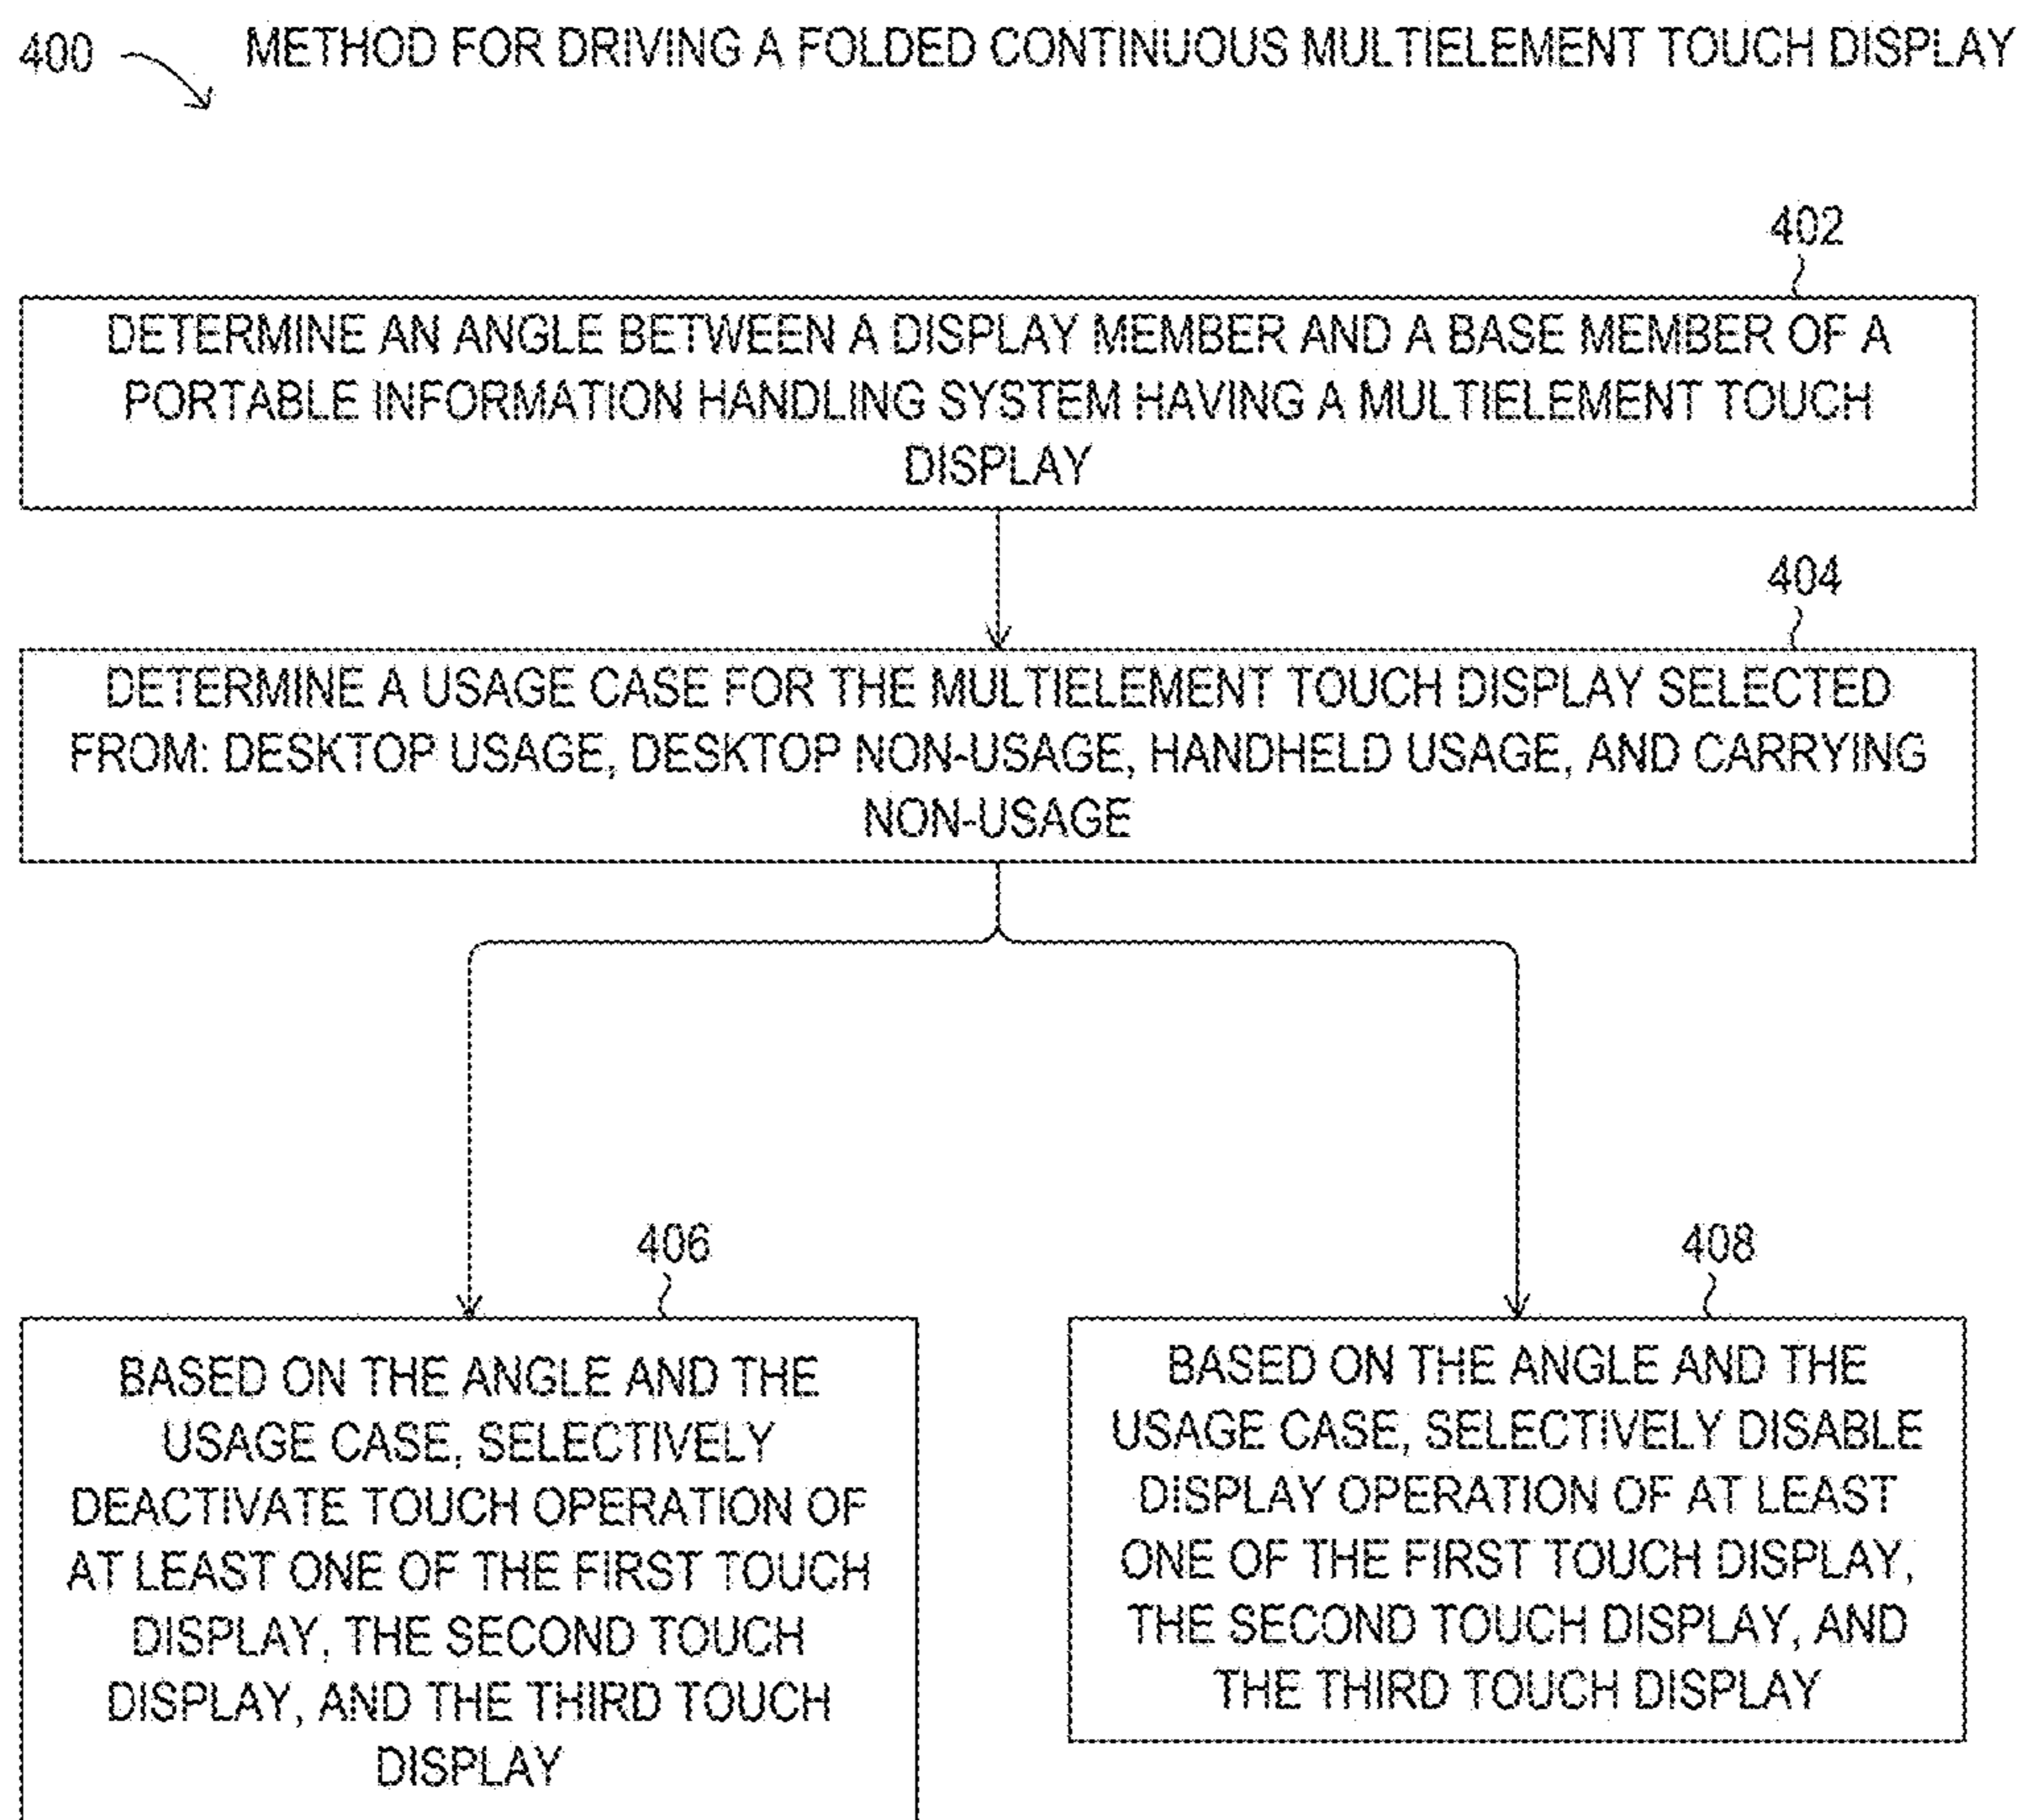 400 METHOD FOR DRIVING A FOLDED CONTINUOUS MULTIELEMENT TOUCH DISPLAY
402
DETERMINE AN ANGLE BETWEEN A DISPLAY MEMBER AND A BASE MEMBER OF A
PORTABLE INFORMATION HANDLING SYSTEM HAVING A MULTIELEMENT TOUCH
DISPLAY
404
DETERMINE A USAGE CASE FOR THE MULTIELEMENT TOUCH DISPLAY SELECTED
FROM: DESKTOP USAGE, DESKTOP NON-USAGE, HANDHELD USAGE, AND CARRYING
NON-USAGE
406
BASED ON THE ANGLE AND THE
USAGE CASE, SELECTIVELY
DEACTIVATE TOUCH OPERATION OF
AT LEAST ONE OF THE FIRST TOUCH
DISPLAY, THE SECOND TOUCH
DISPLAY, AND THE THIRD TOUCH
DISPLAY
408
BASED ON THE ANGLE AND THE
USAGE CASE, SELECTIVELY DISABLE
DISPLAY OPERATION OF AT LEAST
ONE OF THE FIRST TOUCH DISPLAY,
THE SECOND TOUCH DISPLAY, AND
THE THIRD TOUCH DISPLAY